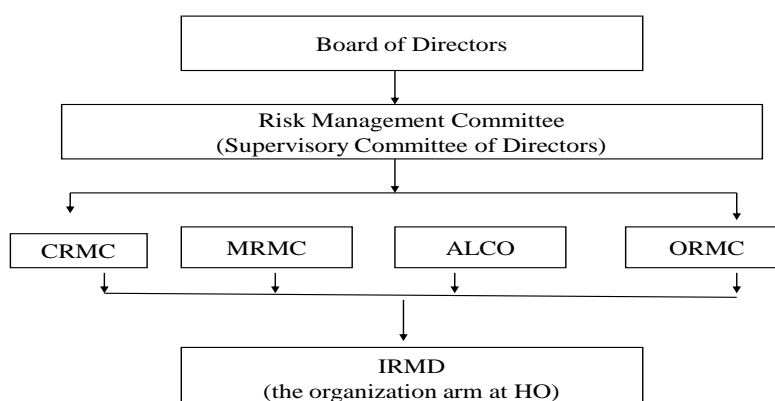 Board of Directors
Risk Management Committee
(Supervisory Committee of Directors)
CRMC
MRMC
ALCO
ORMC
IRMD
(the organization arm at HO)